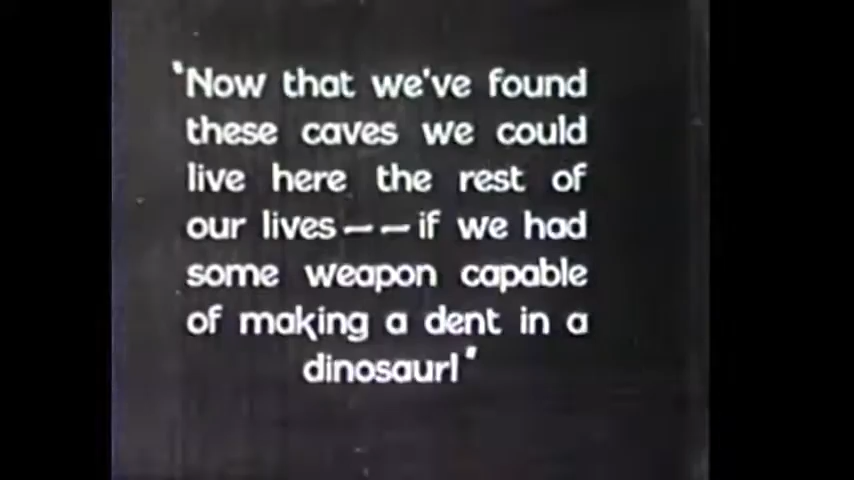 "Now that we've found
these caves we could
live here the rest of
our lives——if we had
some weapon capable
of making a dent in a
dinosaur!"